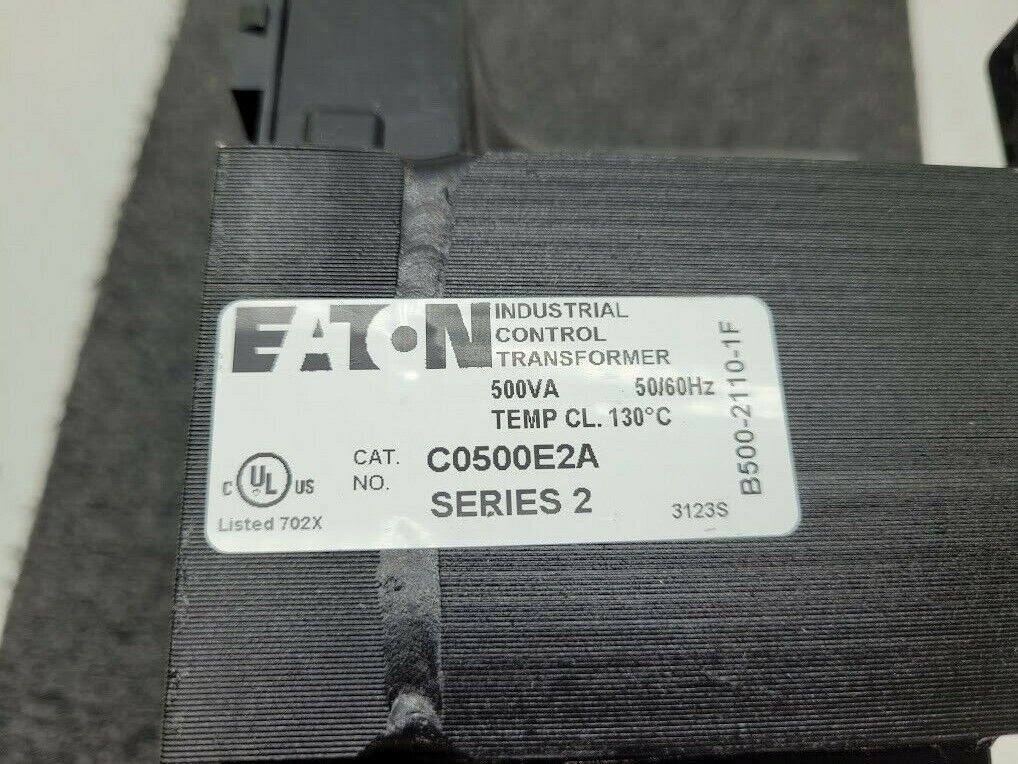 EATON
INDUSTRIAL
CONTROL
TRANSFORMER
500VA 50/60Hz
TEMP CL. 130°C
CAT. NO. C0500E2A
SERIES 2
C UL US
Listed 702X
3123S
B500-2110-1F